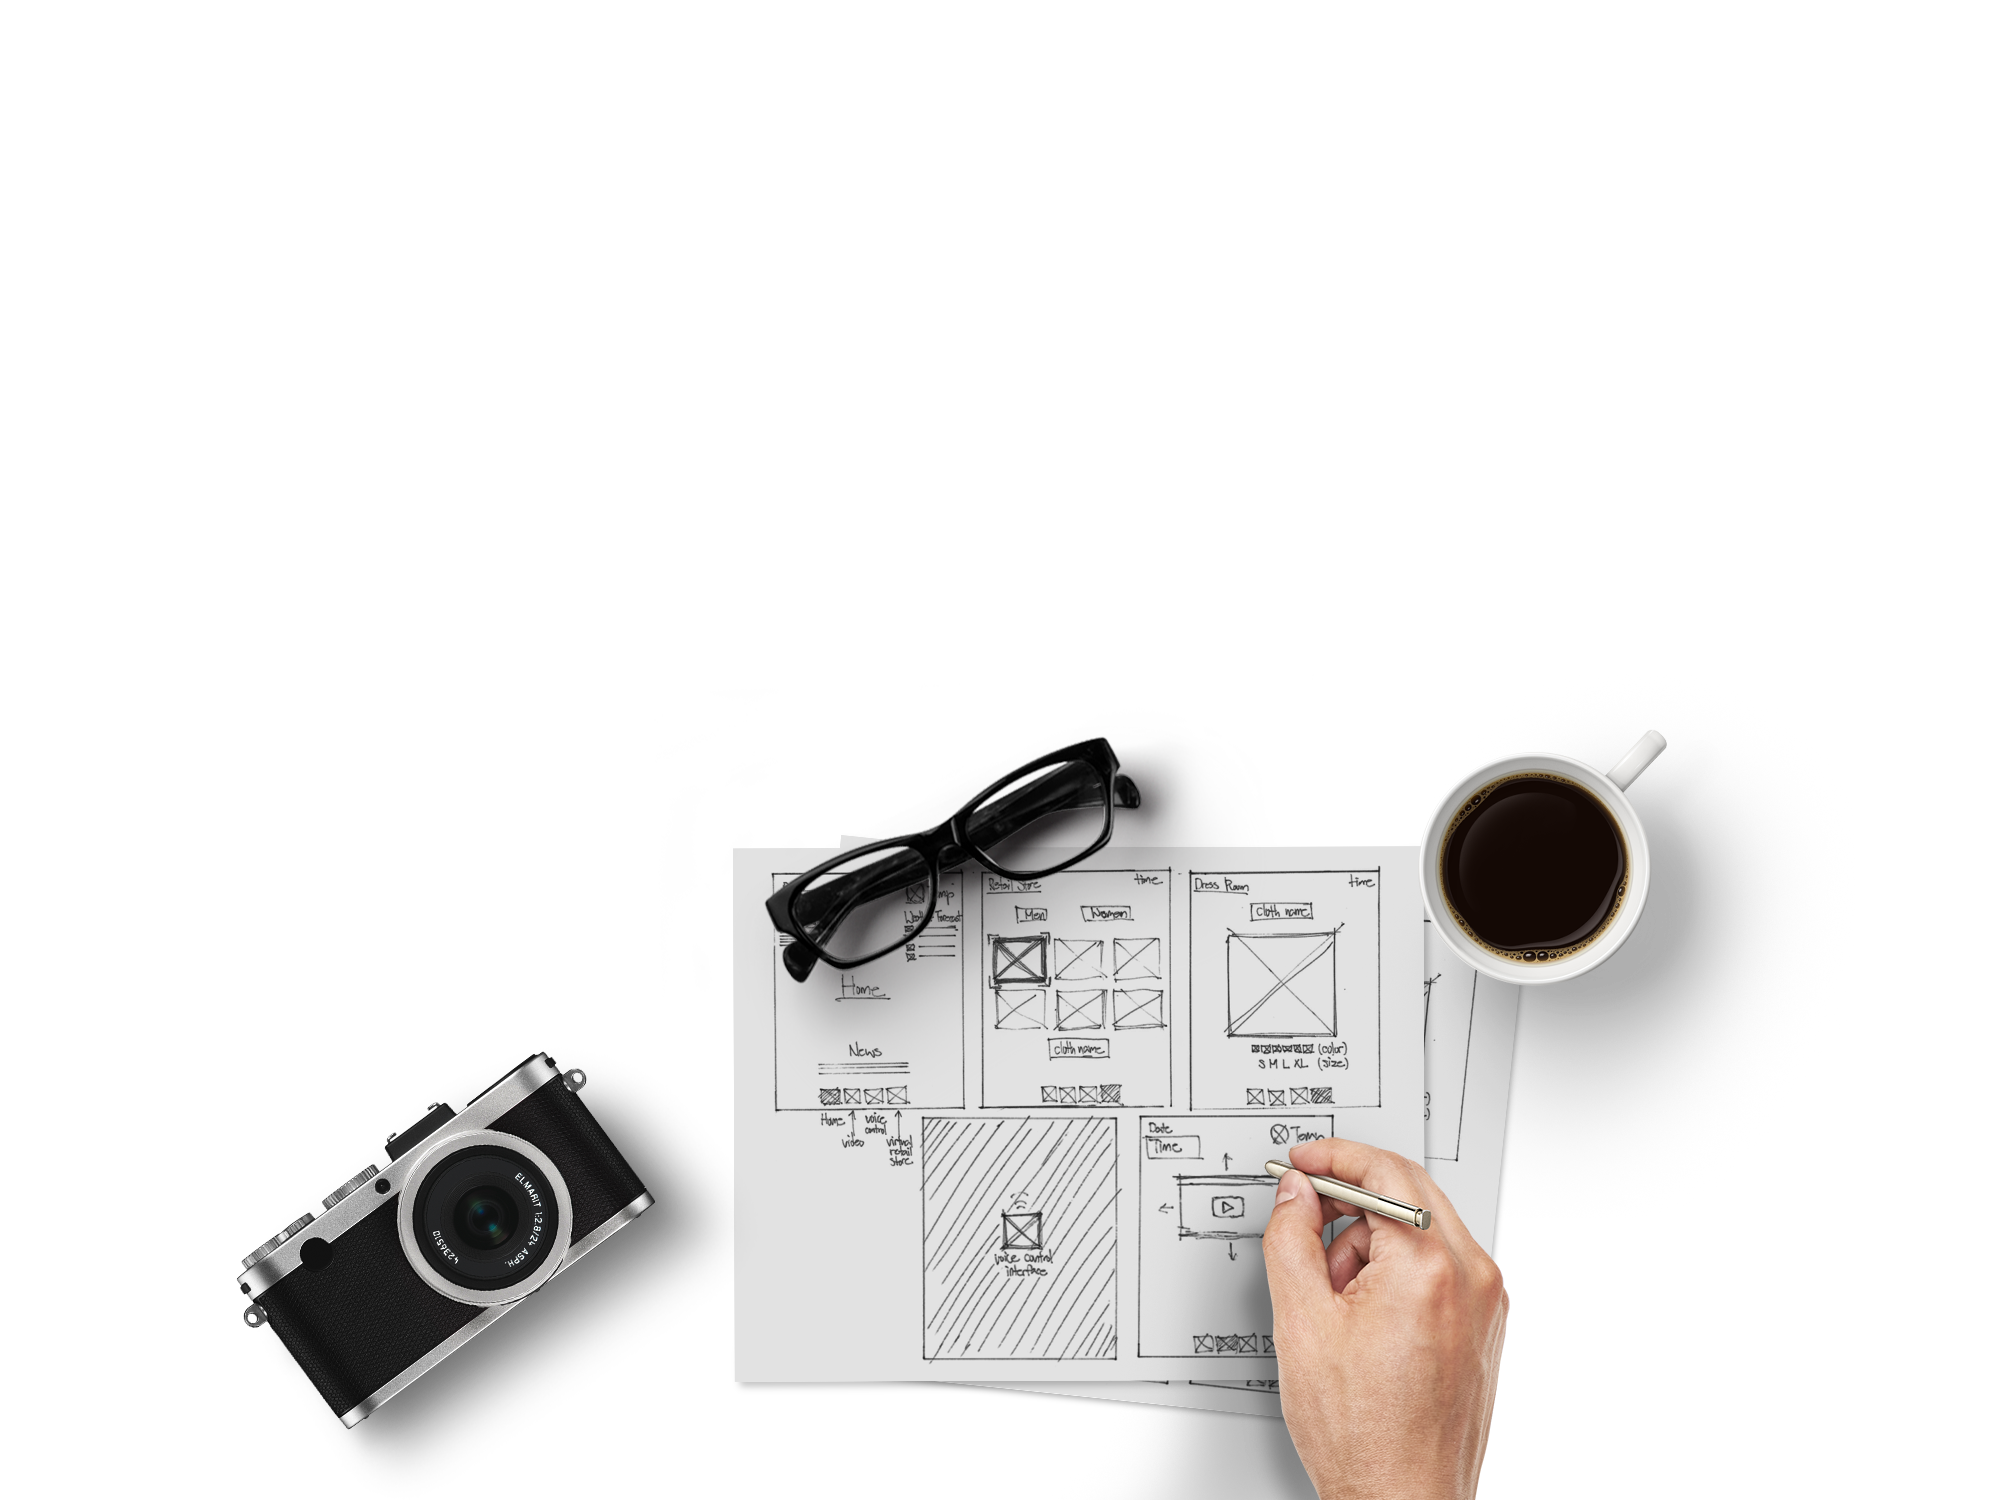 Temp
Weather Forecast
Home
News
Home
video
voice
control
virtual
retail
store
Retail Store
time
Men
Women
cloth name
Dress Room
time
cloth name
(color)
S M L XL (size)
voice control
interface
Date
Time
Temp
ELMARIT 1:2.8/24 ASPH.
4236510